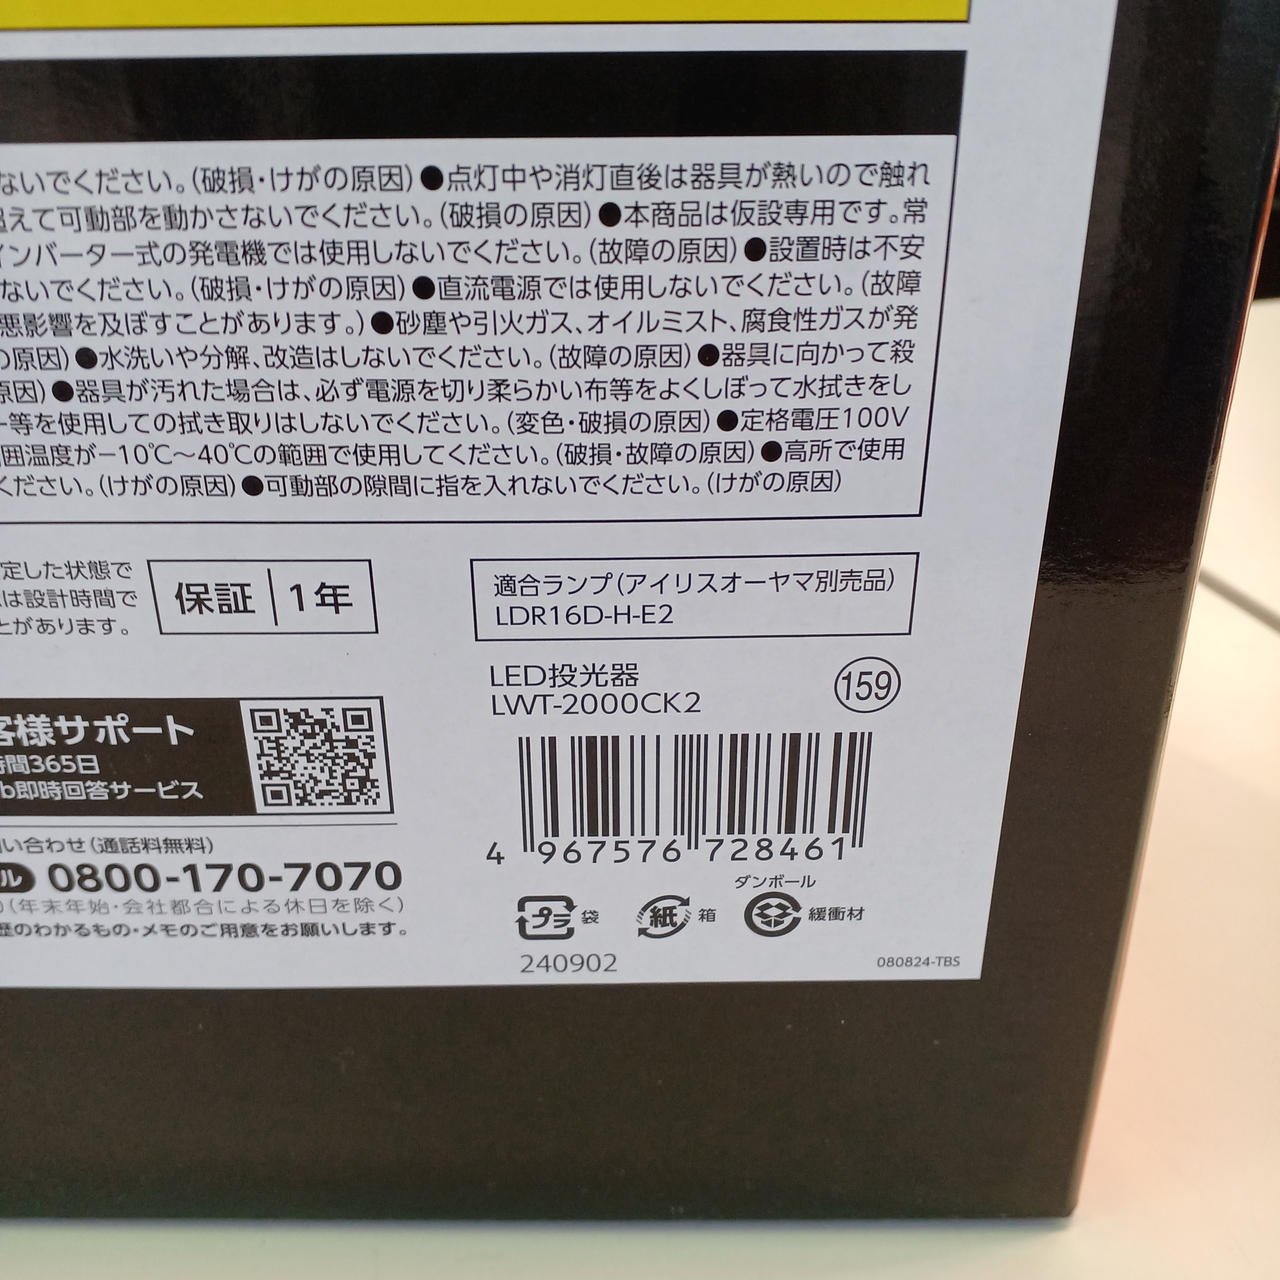 ないでください。(破損・けがの原因)●点灯中や消灯直後は器具が熱いので触れ
超えて可動部を動かさないでください。(破損の原因)●本商品は仮設専用です。常
インバーター式の発電機では使用しないでください。(故障の原因)●設置時は不安
ないでください。(破損・けがの原因)●直流電源では使用しないでください。(故障
悪影響を及ぼすことがあります。)●砂塵や引火ガス、オイルミスト、腐食性ガスが発
の原因)●水洗いや分解、改造はしないでください。(故障の原因)●器具に向かって殺
原因)●器具が汚れた場合は、必ず電源を切り柔らかい布等をよくしぼって水拭きをし
ー等を使用しての拭き取りはしないでください。(変色・破損の原因)●定格電圧100V
囲温度が−10℃〜40℃の範囲で使用してください。(破損・故障の原因)●高所で使用
ください。(けがの原因)●可動部の隙間に指を入れないでください。(けがの原因)
定した状態で
は設計時間で
とがあります。
保証 1年
適合ランプ(アイリスオーヤマ別売品)
LDR16D-H-E2
LED投光器
LWT-2000CK2
159
客様サポート
時間365日
b即時回答サービス
い合わせ(通話料無料)
ル 0800-170-7070
(年末年始・会社都合による休日を除く)
歴のわかるもの・メモのご用意をお願いします。
4 967576 728461
ダンボール
プラ 袋 紙 箱 緩衝材
240902
080824-TBS